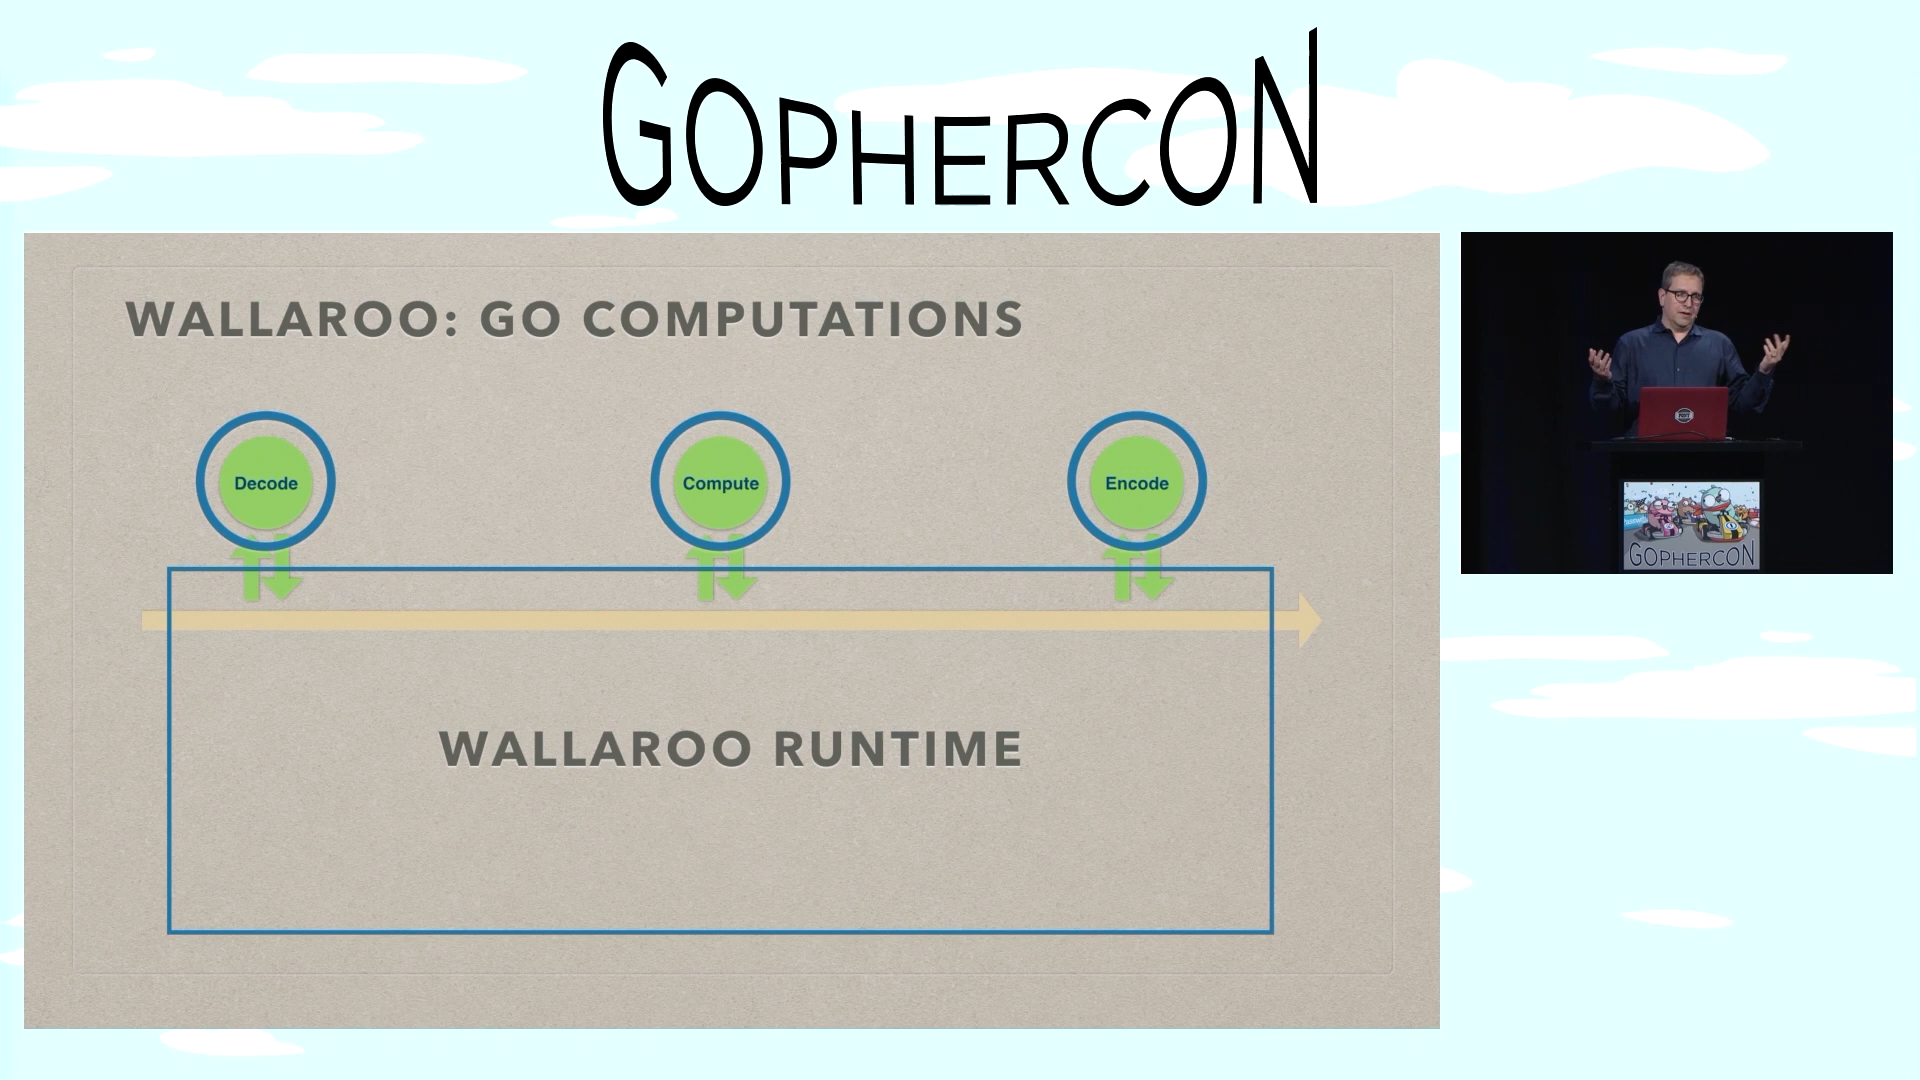 GOPHERCON
WALLAROO: GO COMPUTATIONS
Decode
Compute
Encode
WALLAROO RUNTIME
GOPHERCON